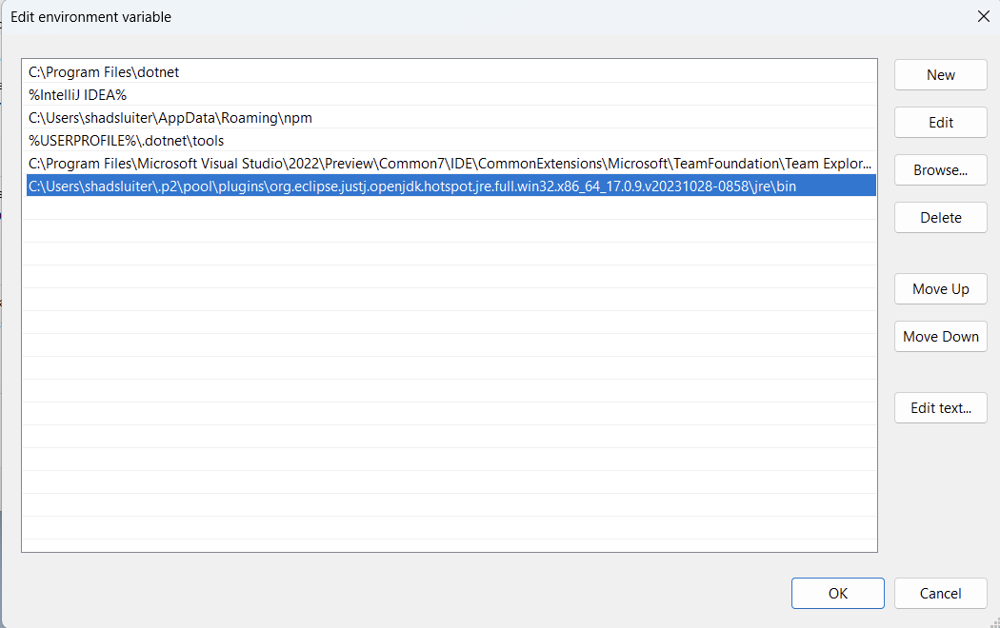 Edit environment variable
C:\Program Files\dotnet
%IntelliJ IDEA%
C:\Users\shadsluiter\AppData\Roaming\npm
%USERPROFILE%\.dotnet\tools
C:\Program Files\Microsoft Visual Studio\2022\Preview\Common7\IDE\CommonExtensions\Microsoft\TeamFoundation\Team Explor...
C:\Users\shadsluiter\.p2\pool\plugins\org.eclipse.justj.openjdk.hotspot.jre.full.win32.x86_64_17.0.9.v20231028-0858\jre\bin
New
Edit
Browse...
Delete
Move Up
Move Down
Edit text...
OK
Cancel